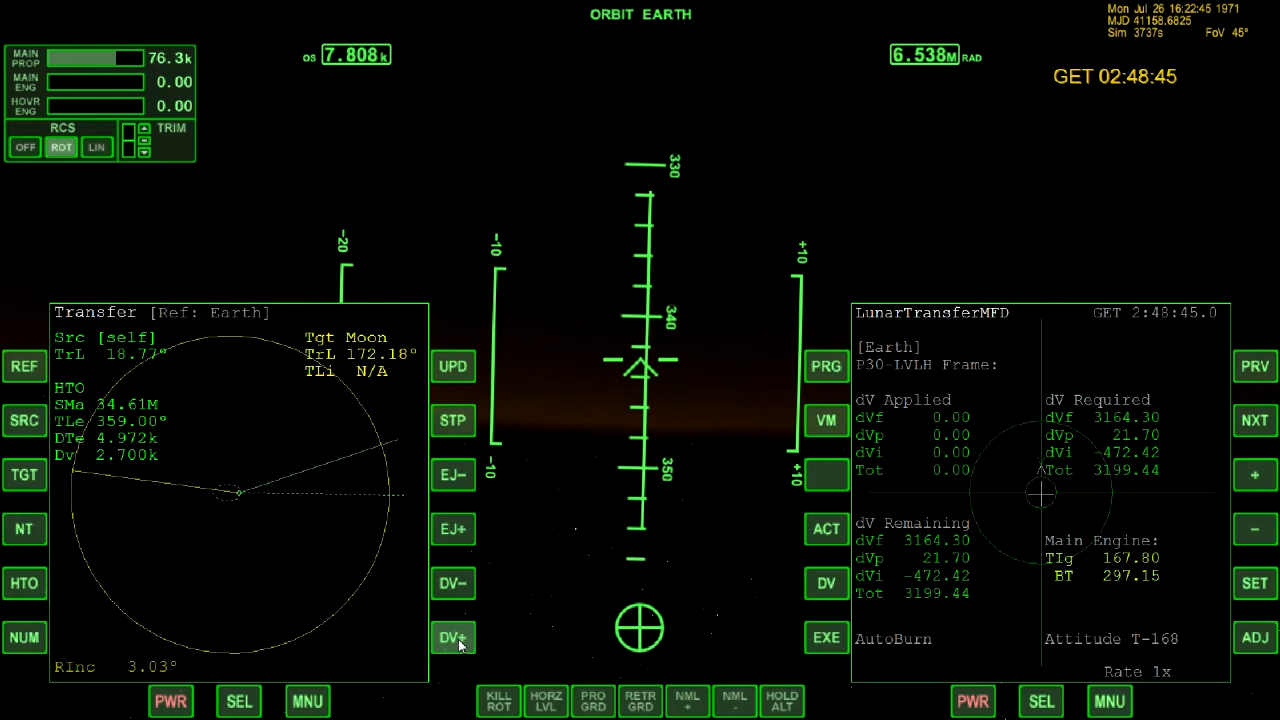 ORBIT EARTH
Mon Jul 26 16:22:45 1971
MJD 41158.6825
Sim 3737s FoV 45°
GET 02:48:45
MAIN PROP 76.3k
MAIN ENG 0.00
HOVR ENG 0.00
RCS TRIM
OFF ROT LIN
OS 7.808k
6.538M RAD
330
340
350
-20
-10
-10
+10
+10
Transfer [Ref: Earth]
Src [self] Tgt Moon
TrL 18.77° TrL 172.18°
TLi N/A
HTO
SMa 34.61M
TLe 359.00°
DTe 4.972k
Dv 2.700k
RInc 3.03°
REF
SRC
TGT
NT
HTO
NUM
UPD
STP
EJ-
EJ+
DV-
DV+
PWR SEL MNU
KILL ROT
HORZ LVL
PRO GRD
RETR GRD
NML +
NML -
HOLD ALT
LunarTransferMFD GET 2:48:45.0
[Earth]
P30-LVLH Frame:
dV Applied dV Required
dVf 0.00 dVf 3164.30
dVp 0.00 dVp 21.70
dVi 0.00 dVi -472.42
Tot 0.00 Tot 3199.44
dV Remaining
dVf 3164.30 Main Engine:
dVp 21.70 TIg 167.80
dVi -472.42 BT 297.15
Tot 3199.44
AutoBurn Attitude T-168
Rate 1x
PRG
VM
ACT
DV
EXE
PRV
NXT
+
-
SET
ADJ
PWR SEL MNU